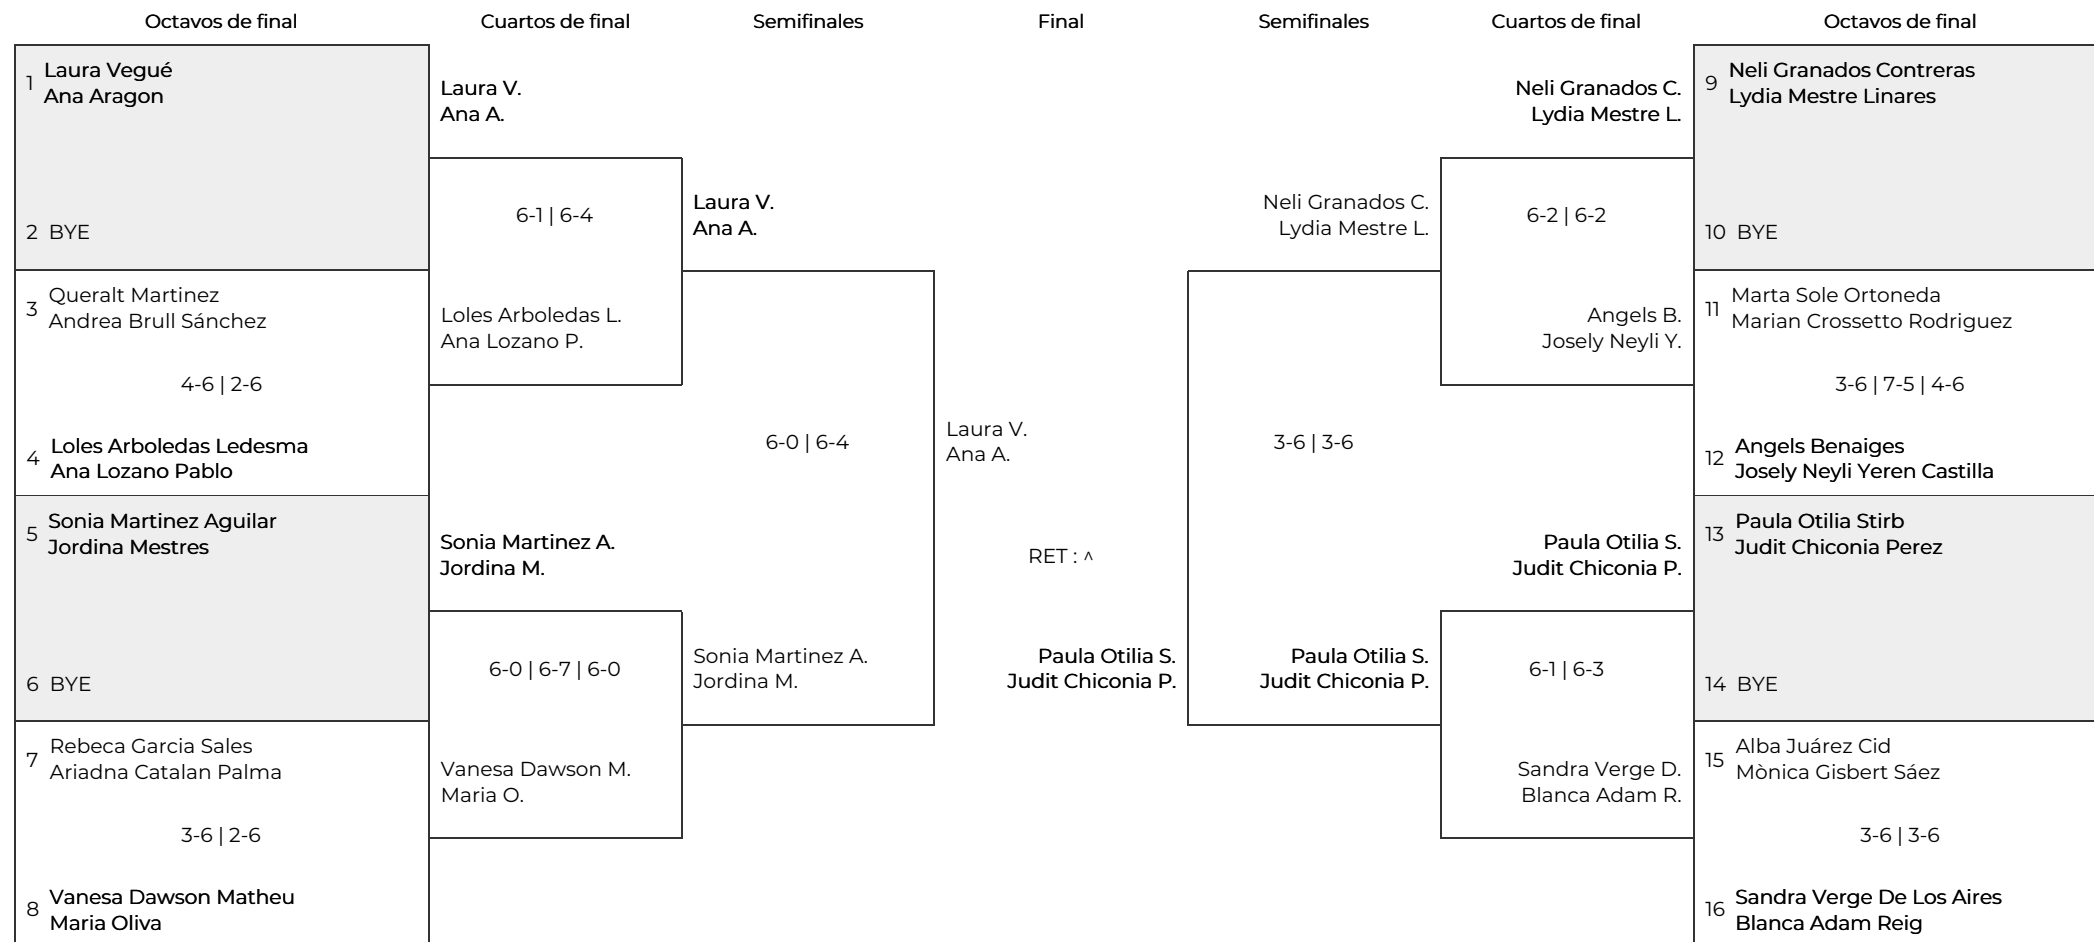 Octavos de final
Cuartos de final
Semifinales
Final
Semifinales
Cuartos de final
Octavos de final
1 Laura Vegué
Ana Aragon
2 BYE
3 Queralt Martinez
Andrea Brull Sánchez
4-6 | 2-6
4 Loles Arboledas Ledesma
Ana Lozano Pablo
5 Sonia Martinez Aguilar
Jordina Mestres
6 BYE
7 Rebeca Garcia Sales
Ariadna Catalan Palma
3-6 | 2-6
8 Vanesa Dawson Matheu
Maria Oliva
Laura V.
Ana A.
6-1 | 6-4
Loles Arboledas L.
Ana Lozano P.
Sonia Martinez A.
Jordina M.
6-0 | 6-7 | 6-0
Vanesa Dawson M.
Maria O.
Laura V.
Ana A.
6-0 | 6-4
Sonia Martinez A.
Jordina M.
Laura V.
Ana A.
RET : ^
Paula Otilia S.
Judit Chiconia P.
Neli Granados C.
Lydia Mestre L.
3-6 | 3-6
Paula Otilia S.
Judit Chiconia P.
Neli Granados C.
Lydia Mestre L.
6-2 | 6-2
Angels B.
Josely Neyli Y.
Paula Otilia S.
Judit Chiconia P.
6-1 | 6-3
Sandra Verge D.
Blanca Adam R.
9 Neli Granados Contreras
Lydia Mestre Linares
10 BYE
11 Marta Sole Ortoneda
Marian Crossetto Rodriguez
3-6 | 7-5 | 4-6
12 Angels Benaiges
Josely Neyli Yeren Castilla
13 Paula Otilia Stirb
Judit Chiconia Perez
14 BYE
15 Alba Juárez Cid
Mònica Gisbert Sáez
3-6 | 3-6
16 Sandra Verge De Los Aires
Blanca Adam Reig